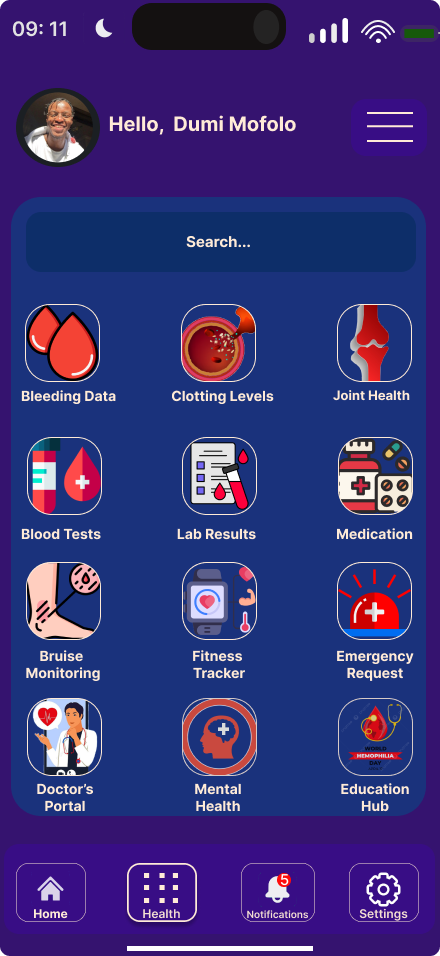 09: 11
Hello, Dumi Mofolo
Search...
Bleeding Data
Clotting Levels
Joint Health
Blood Tests
Lab Results
Medication
Bruise
Monitoring
Fitness
Tracker
Emergency
Request
WORLD
HEMOPHILIA
DAY
Doctor's
Portal
Mental
Health
Education
Hub
Home
Health
5
Notifications
Settings